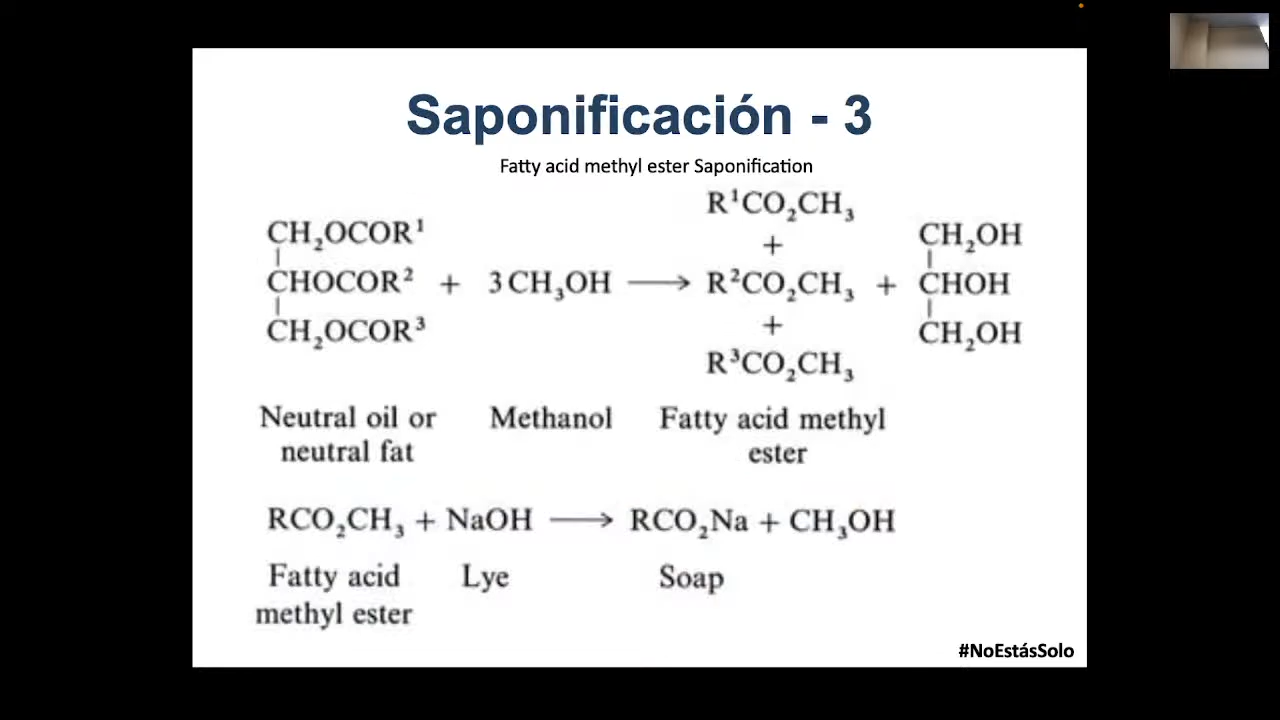 Saponificación - 3
Fatty acid methyl ester Saponification
CH₂OCOR¹
CHOCOR² + 3CH₃OH ⟶ R¹CO₂CH₃ + R²CO₂CH₃ + R³CO₂CH₃ + CH₂OH
CH₂OCOR³
CHOH
CH₂OH
Neutral oil or
neutral fat
Methanol
Fatty acid methyl
ester
RCO₂CH₃ + NaOH ⟶ RCO₂Na + CH₃OH
Fatty acid
methyl ester
Lye
Soap
#NoEstásSolo